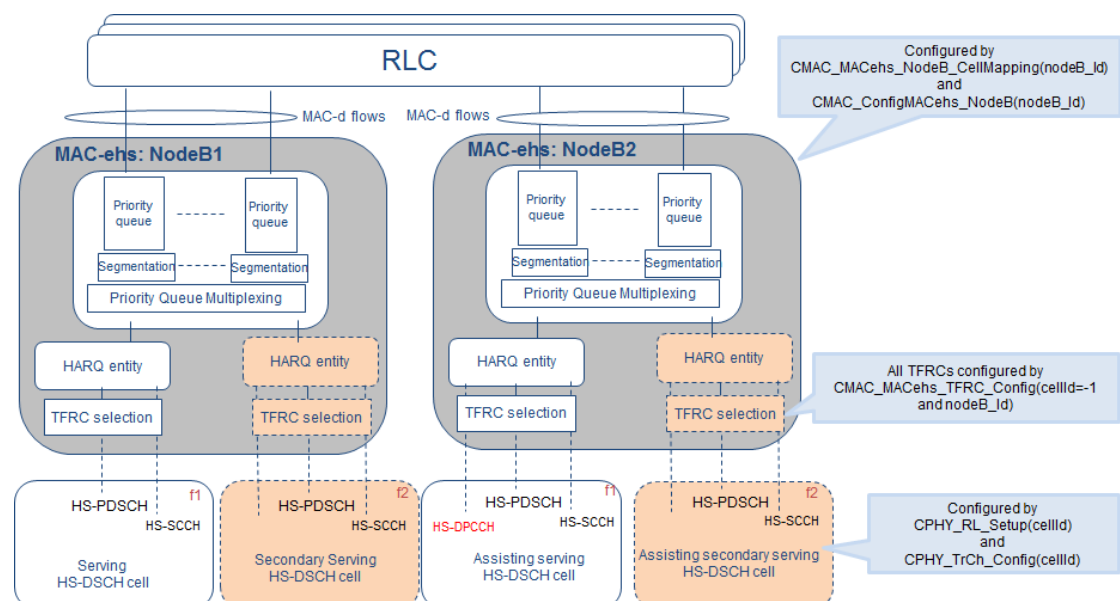 RLC
Configured by
CMAC_MACehs_NodeB_CellMapping(nodeB_Id)
and
CMAC_ConfigMACehs_NodeB(nodeB_Id)
MAC-d flows
MAC-d flows
MAC-ehs: NodeB1
Priority
queue
Priority
queue
Segmentation
Segmentation
Priority Queue Multiplexing
HARQ entity
HARQ entity
TFRC selection
TFRC selection
MAC-ehs: NodeB2
Priority
queue
Priority
queue
Segmentation
Segmentation
Priority Queue Multiplexing
HARQ entity
HARQ entity
TFRC selection
TFRC selection
All TFRCs configured by
CMAC_MACehs_TFRC_Config(cellId=-1
and nodeB_Id)
f1
HS-PDSCH
HS-SCCH
Serving
HS-DSCH cell
f2
HS-PDSCH
HS-SCCH
Secondary Serving
HS-DSCH cell
f1
HS-PDSCH
HS-DPCCH
HS-SCCH
Assisting serving
HS-DSCH cell
f2
HS-PDSCH
HS-SCCH
Assisting secondary serving
HS-DSCH cell
Configured by
CPHY_RL_Setup(cellId)
and
CPHY_TrCh_Config(cellId)